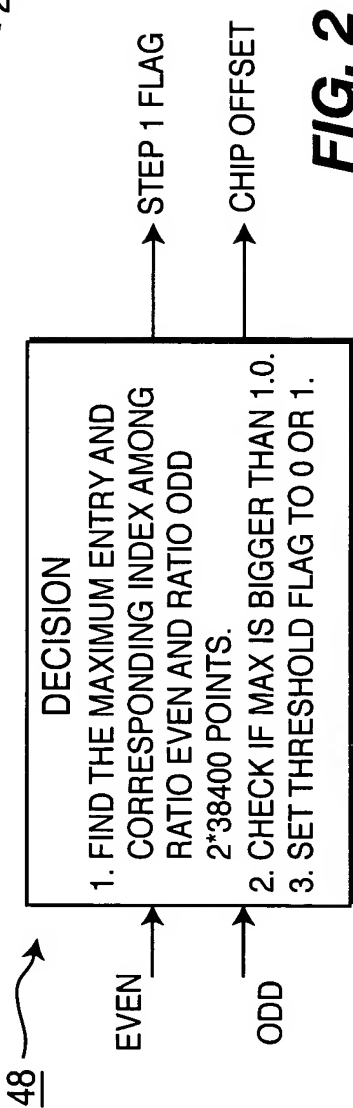 48
EVEN
ODD
DECISION
1. FIND THE MAXIMUM ENTRY AND
CORRESPONDING INDEX AMONG
RATIO EVEN AND RATIO ODD
2*38400 POINTS.
2. CHECK IF MAX IS BIGGER THAN 1.0.
3. SET THRESHOLD FLAG TO 0 OR 1.
STEP 1 FLAG
CHIP OFFSET
FIG. 2